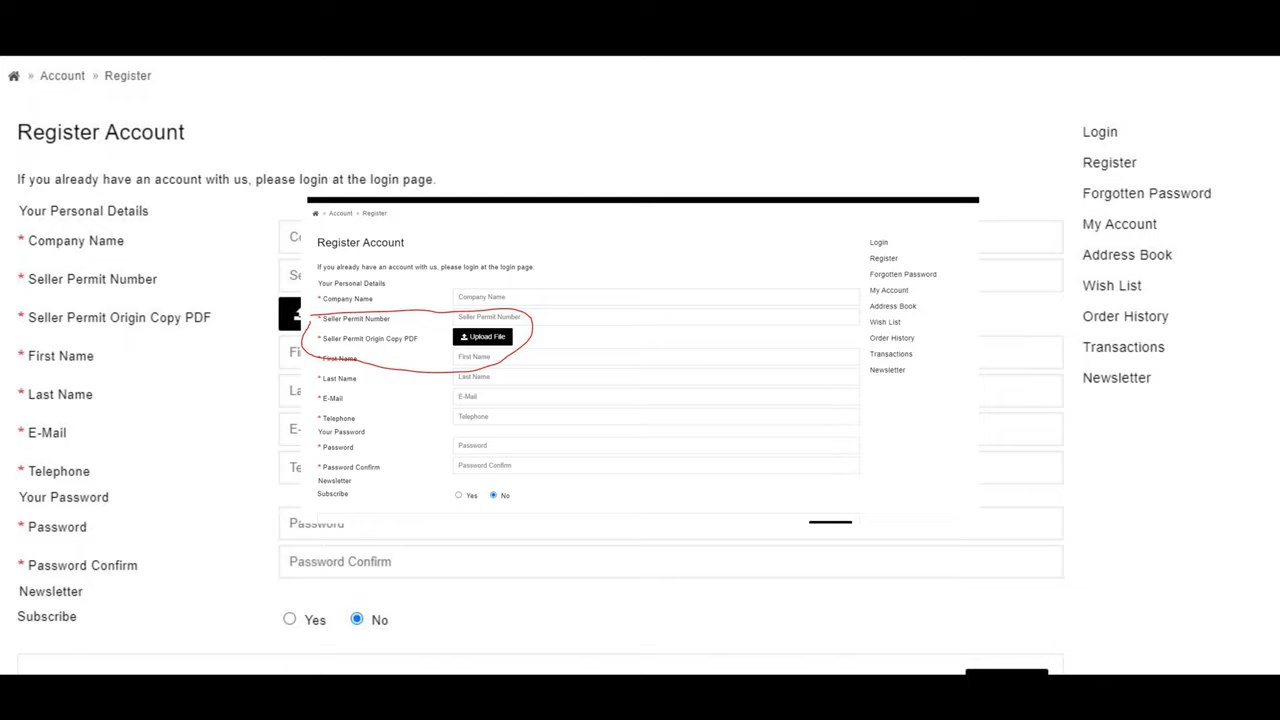 » Account » Register
Register Account
If you already have an account with us, please login at the login page.
Your Personal Details
* Company Name
* Seller Permit Number
* Seller Permit Origin Copy PDF
* First Name
* Last Name
* E-Mail
* Telephone
Your Password
* Password
Password
* Password Confirm
Password Confirm
Newsletter
Subscribe
Yes
No
Login
Register
Forgotten Password
My Account
Address Book
Wish List
Order History
Transactions
Newsletter
» Account » Register
Register Account
If you already have an account with us, please login at the login page.
Your Personal Details
* Company Name
Company Name
* Seller Permit Number
Seller Permit Number
* Seller Permit Origin Copy PDF
Upload File
* First Name
First Name
* Last Name
Last Name
* E-Mail
E-Mail
* Telephone
Telephone
Your Password
* Password
Password
* Password Confirm
Password Confirm
Newsletter
Subscribe
Yes
No
Login
Register
Forgotten Password
My Account
Address Book
Wish List
Order History
Transactions
Newsletter